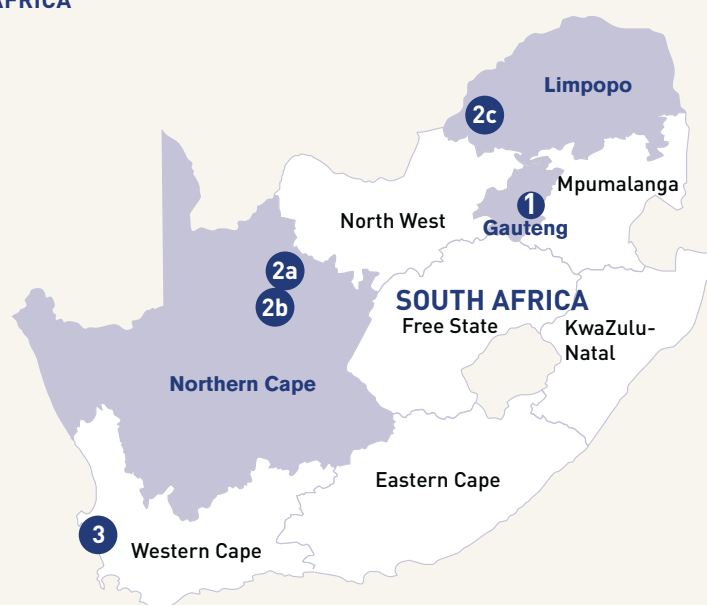 AFRICA
Limpopo
2c
Mpumalanga
1
North West
Gauteng
2a
SOUTH AFRICA
2b
Free State
KwaZulu-
Natal
Northern Cape
Eastern Cape
3
Western Cape